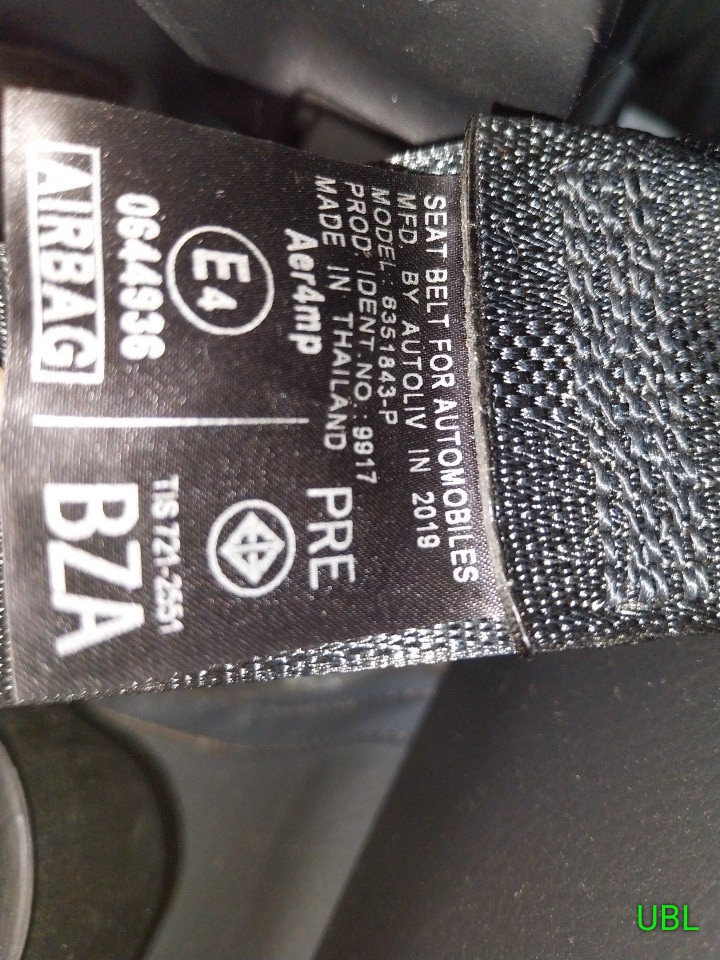 SEAT BELT FOR AUTOMOBILES
MFD. BY AUTOLIV IN 2019
MODEL : 6351843-P
PROD. IDENT.NO. : 9917
MADE IN THAILAND
Aer4mp
PRE
E4
0644936
TIS 721-2551
AIRBAG
BZA
UBL